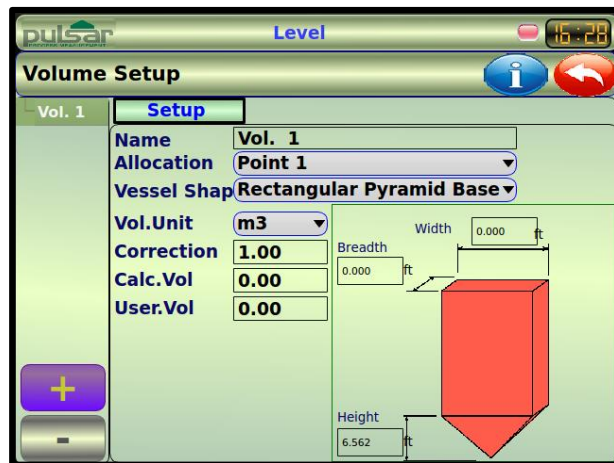 pulsar
PROCESS MEASUREMENT
Level
16:28
Volume Setup
i
Vol. 1
Setup
Name
Vol. 1
Allocation
Point 1
Vessel Shap
Rectangular Pyramid Base
Vol.Unit
m3
Correction
1.00
Calc.Vol
0.00
User.Vol
0.00
Width
0.000
ft
Breadth
0.000
ft
Height
6.562
ft
+
-